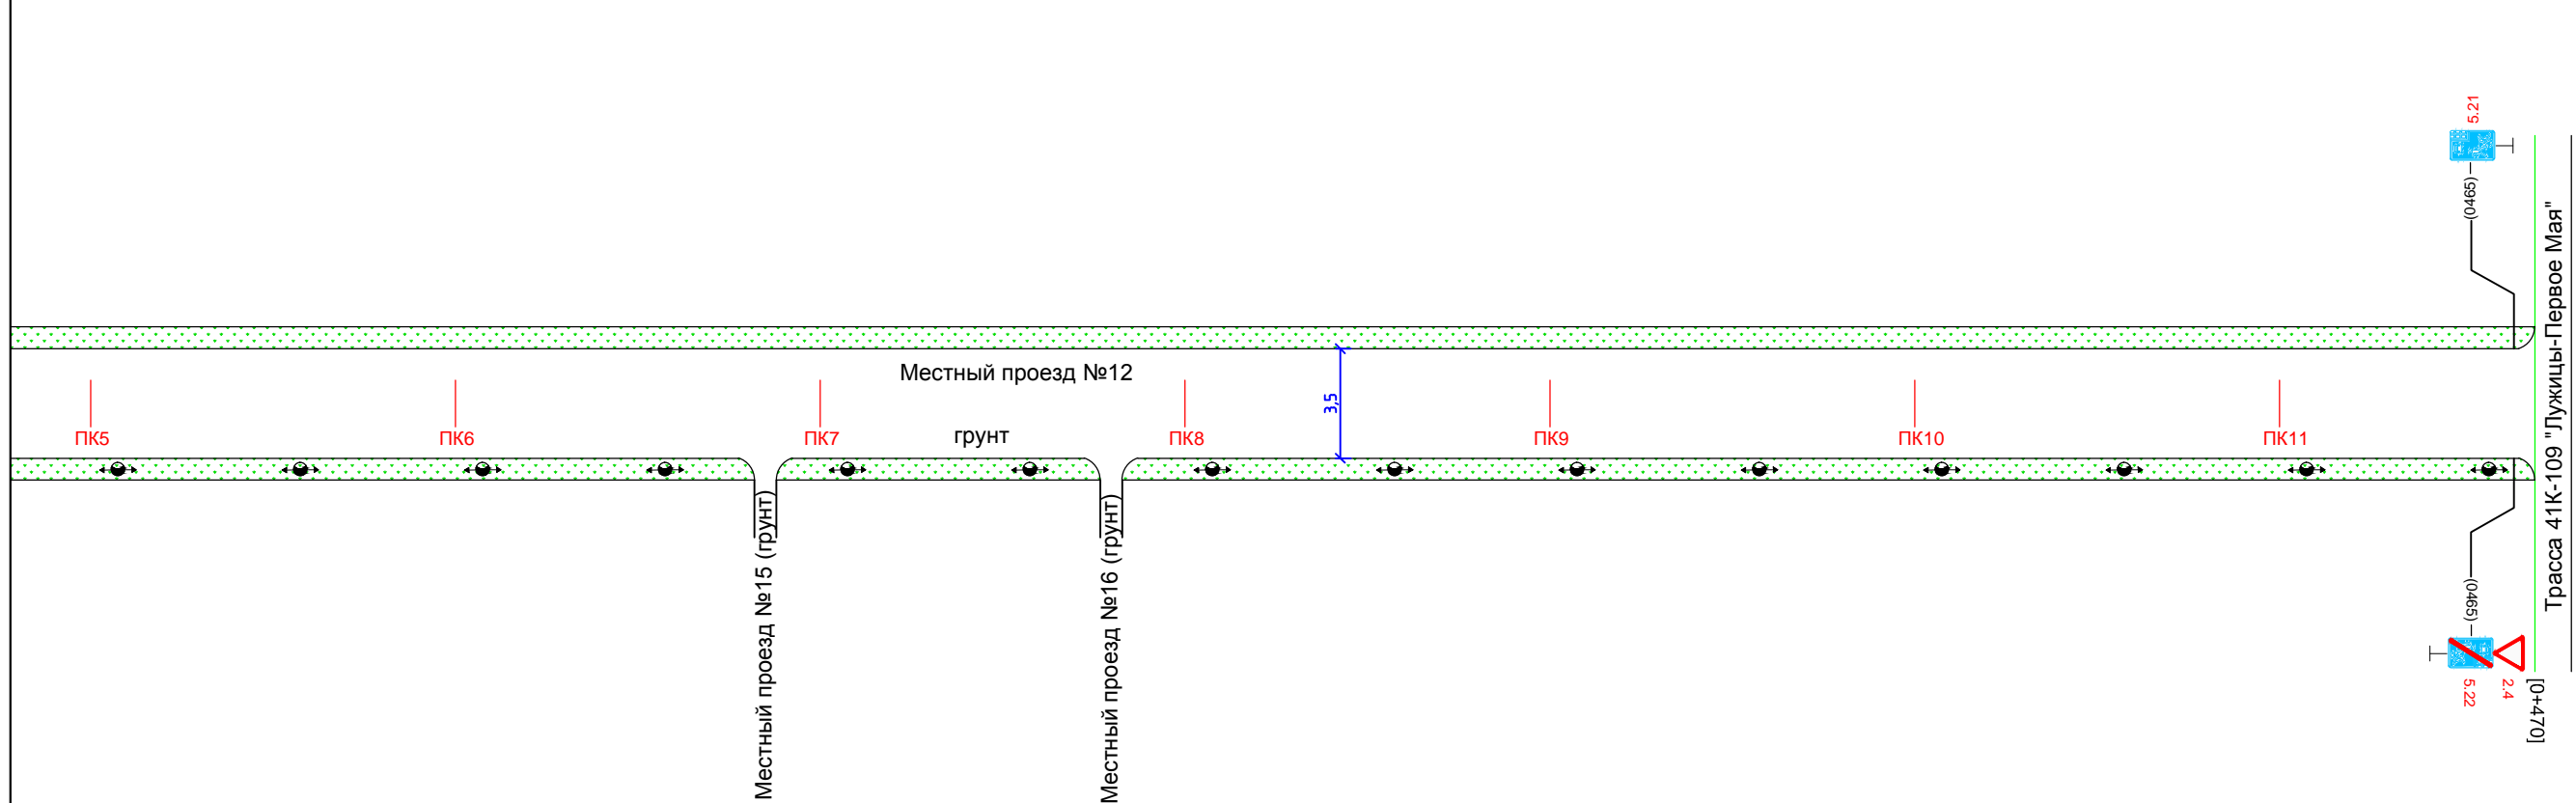 5.21
(0465)
Трасса 41К-109 "Лужицы-Первое Мая"
Местный проезд №12
3,5
ПК5
ПК6
ПК7
грунт
ПК8
ПК9
ПК10
ПК11
Местный проезд №15 (грунт)
Местный проезд №16 (грунт)
(0465)
5.22
2.4
[0+470]